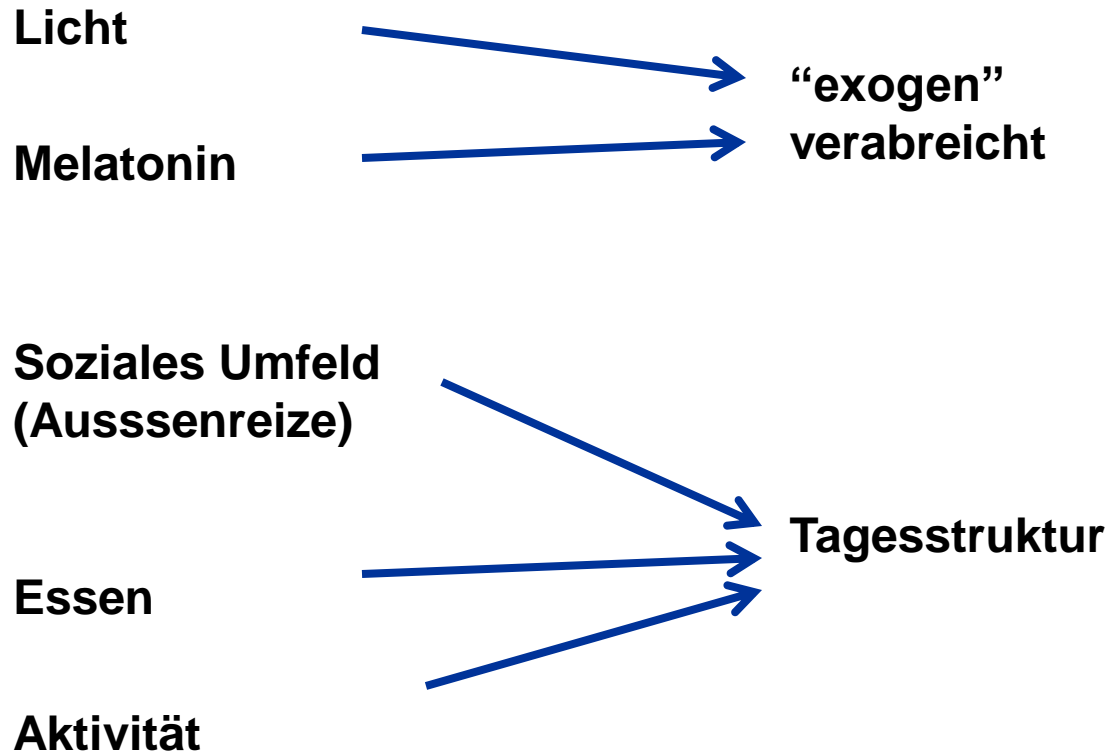 Licht
“exogen”
verabreicht
Melatonin
Soziales Umfeld
(Ausssenreize)
Tagesstruktur
Essen
Aktivität